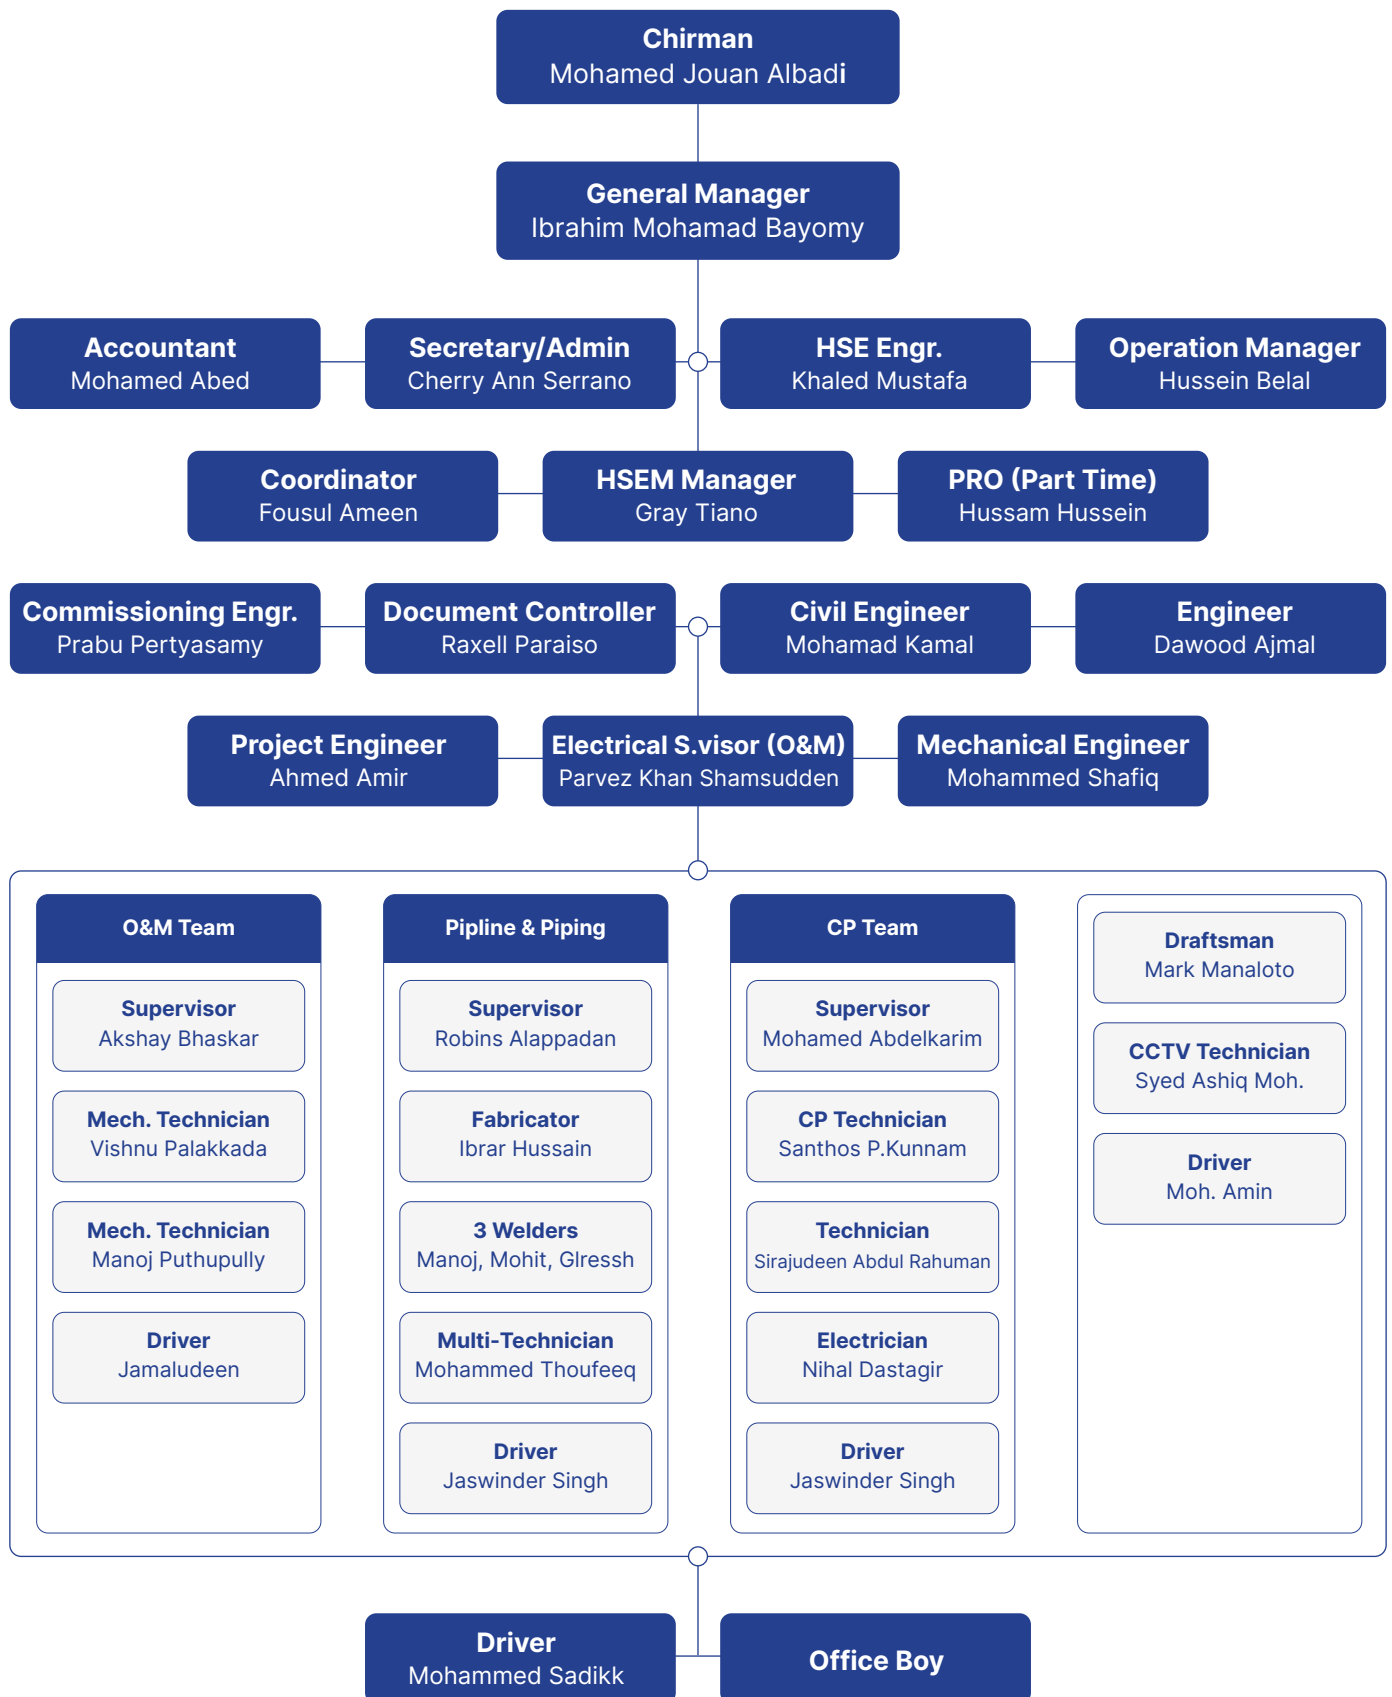 Chirman
Mohamed Jouan Albadi
General Manager
Ibrahim Mohamad Bayomy
Accountant
Mohamed Abed
Secretary/Admin
Cherry Ann Serrano
HSE Engr.
Khaled Mustafa
Operation Manager
Hussein Belal
Coordinator
Fousul Ameen
HSEM Manager
Gray Tiano
PRO (Part Time)
Hussam Hussein
Commissioning Engr.
Prabu Pertyasamy
Document Controller
Raxell Paraiso
Civil Engineer
Mohamad Kamal
Engineer
Dawood Ajmal
Project Engineer
Ahmed Amir
Electrical S.visor (O&M)
Parvez Khan Shamsudden
Mechanical Engineer
Mohammed Shafiq
O&M Team
Supervisor
Akshay Bhaskar
Mech. Technician
Vishnu Palakkada
Mech. Technician
Manoj Puthupully
Driver
Jamaludeen
Pipline & Piping
Supervisor
Robins Alappadan
Fabricator
Ibrar Hussain
3 Welders
Manoj, Mohit, Glressh
Multi-Technician
Mohammed Thoufeeq
Driver
Jaswinder Singh
CP Team
Supervisor
Mohamed Abdelkarim
CP Technician
Santhos P.Kunnam
Technician
Sirajudeen Abdul Rahuman
Electrician
Nihal Dastagir
Driver
Jaswinder Singh
Draftsman
Mark Manaloto
CCTV Technician
Syed Ashiq Moh.
Driver
Moh. Amin
Driver
Mohammed Sadikk
Office Boy